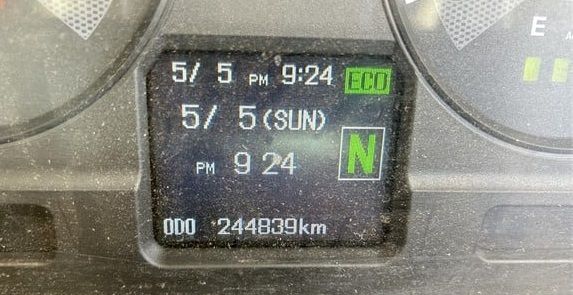 5/ 5 PM 9:24 ECO
5/ 5(SUN)
PM 9 24 N
ODO 244839km
E